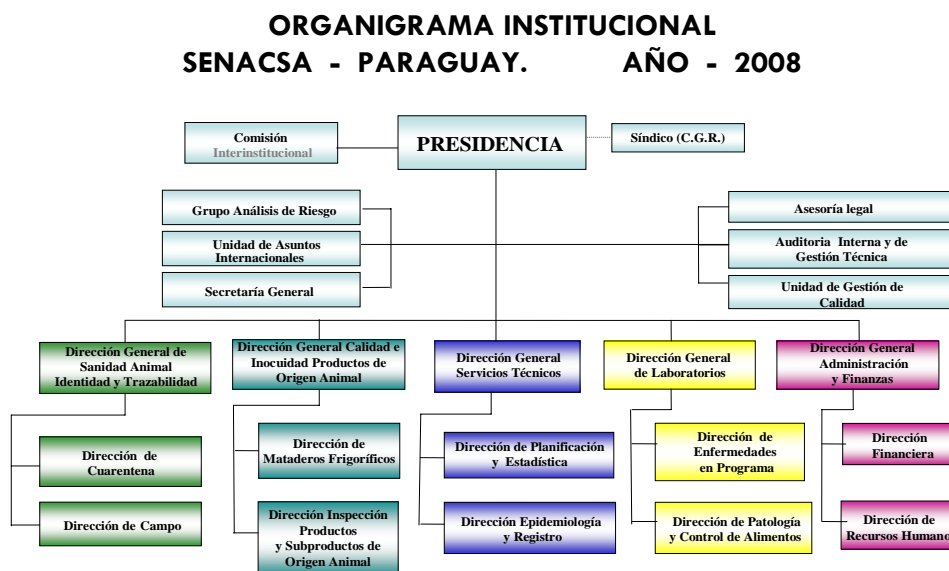 ORGANIGRAMA INSTITUCIONAL
SENACSA - PARAGUAY. AÑO - 2008
Comisión
Interinstitucional
PRESIDENCIA
Síndico (C.G.R.)
Grupo Análisis de Riesgo
Unidad de Asuntos
Internacionales
Secretaría General
Asesoría legal
Auditoria Interna y de
Gestión Técnica
Unidad de Gestión de
Calidad
Dirección General de
Sanidad Animal
Identidad y Trazabilidad
Dirección General Calidad e
Inocuidad Productos de
Origen Animal
Dirección General
Servicios Técnicos
Dirección General
de Laboratorios
Dirección General
Administración
y Finanzas
Dirección de
Cuarentena
Dirección de
Mataderos Frigoríficos
Dirección de Planificación
y Estadística
Dirección de
Enfermedades
en Programa
Dirección
Financiera
Dirección de Campo
Dirección Inspección
Productos
y Subproductos de
Origen Animal
Dirección Epidemiología
y Registro
Dirección de Patología
y Control de Alimentos
Dirección de
Recursos Humano